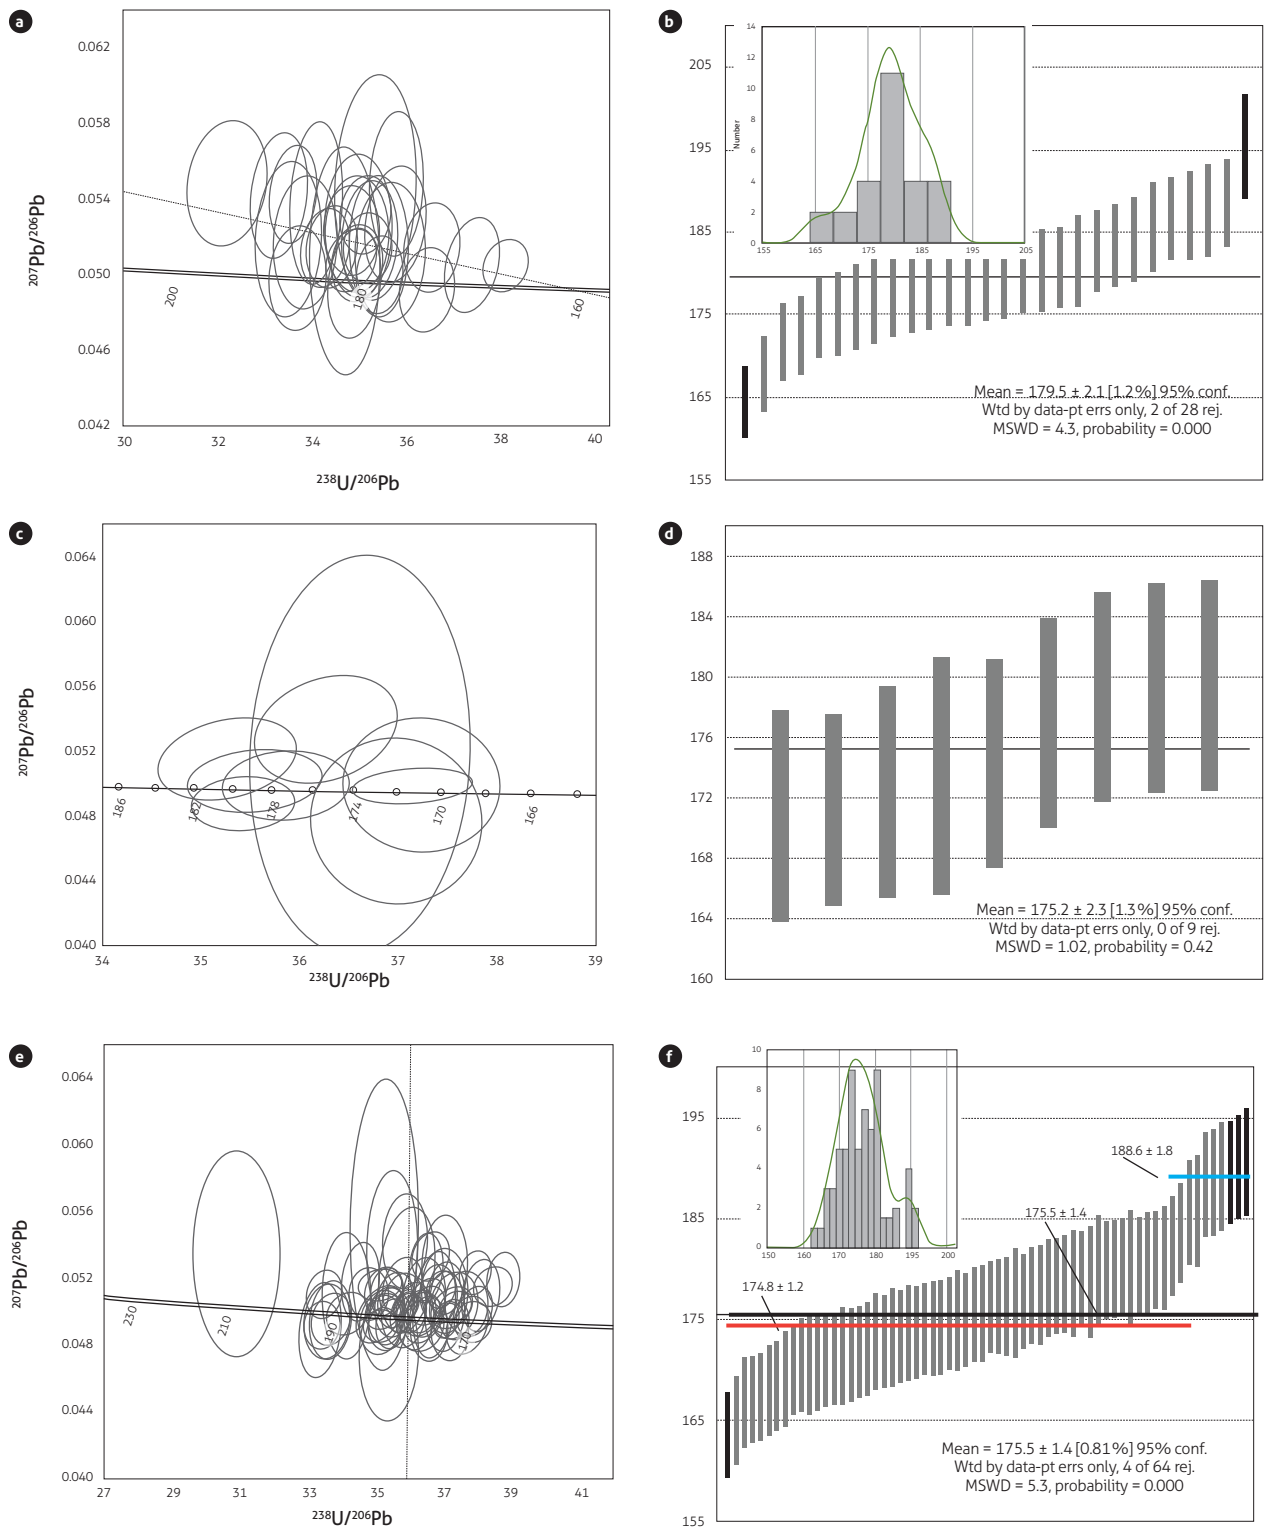 a
0.062
0.058
0.054
0.050
0.046
0.042
207Pb/206Pb
200
180
160
30 32 34 36 38 40
238U/206Pb
b
205
195
185
175
165
155
14
12
10
8
6
4
2
0
Number
155 165 175 185 195 205
Mean = 179.5 ± 2.1 [1.2%] 95% conf.
Wtd by data-pt errs only, 2 of 28 rej.
MSWD = 4.3, probability = 0.000
c
0.064
0.060
0.056
0.052
0.048
0.044
0.040
207Pb/206Pb
186
182
178
174
170
166
34 35 36 37 38 39
238U/206Pb
d
188
184
180
176
172
168
164
160
Mean = 175.2 ± 2.3 [1.3%] 95% conf.
Wtd by data-pt errs only, 0 of 9 rej.
MSWD = 1.02, probability = 0.42
e
0.064
0.060
0.056
0.052
0.048
0.044
0.040
207Pb/206Pb
230
210
190
170
27 29 31 33 35 37 39 41
238U/206Pb
f
195
185
175
165
155
10
8
6
4
2
0
150 160 170 180 195 200
188.6 ± 1.8
175.5 ± 1.4
174.8 ± 1.2
Mean = 175.5 ± 1.4 [0.81%] 95% conf.
Wtd by data-pt errs only, 4 of 64 rej.
MSWD = 5.3, probability = 0.000